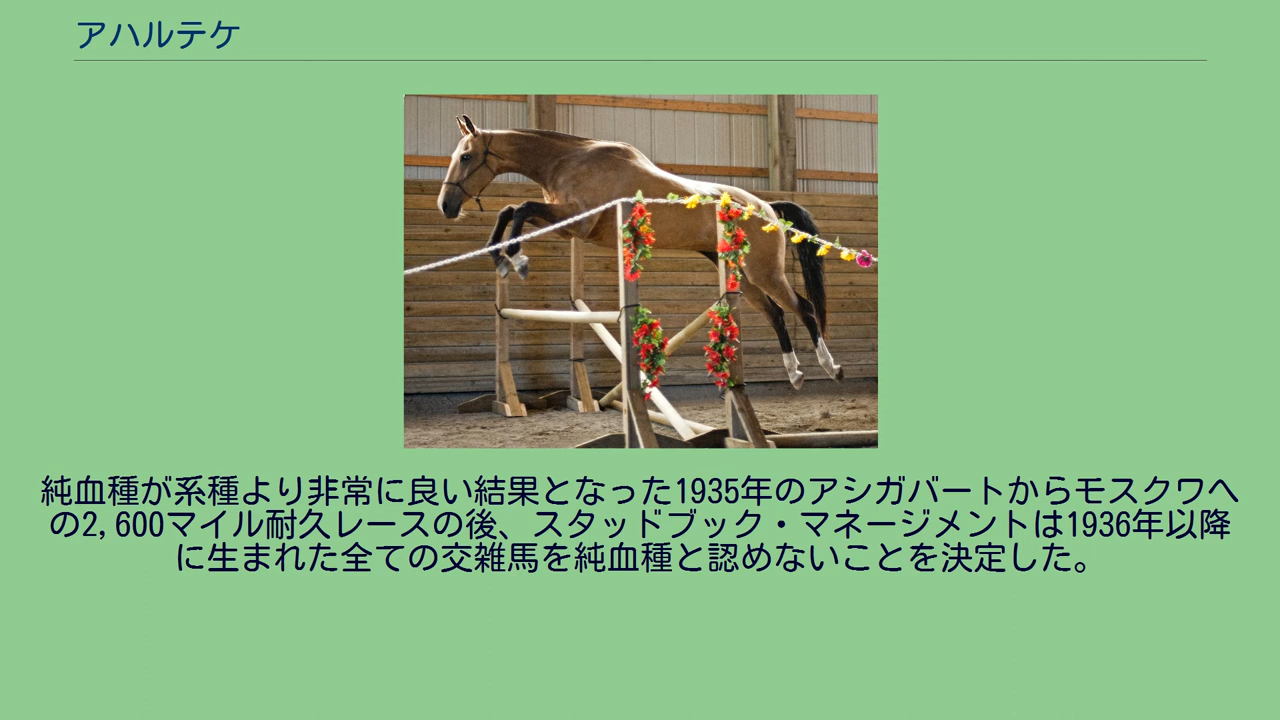 アハルテケ
純血種が系種より非常に良い結果となった1935年のアシガバートからモスクワへ
の2,600マイル耐久レースの後、スタッドブック・マネージメントは1936年以降
に生まれた全ての交雑馬を純血種と認めないことを決定した。